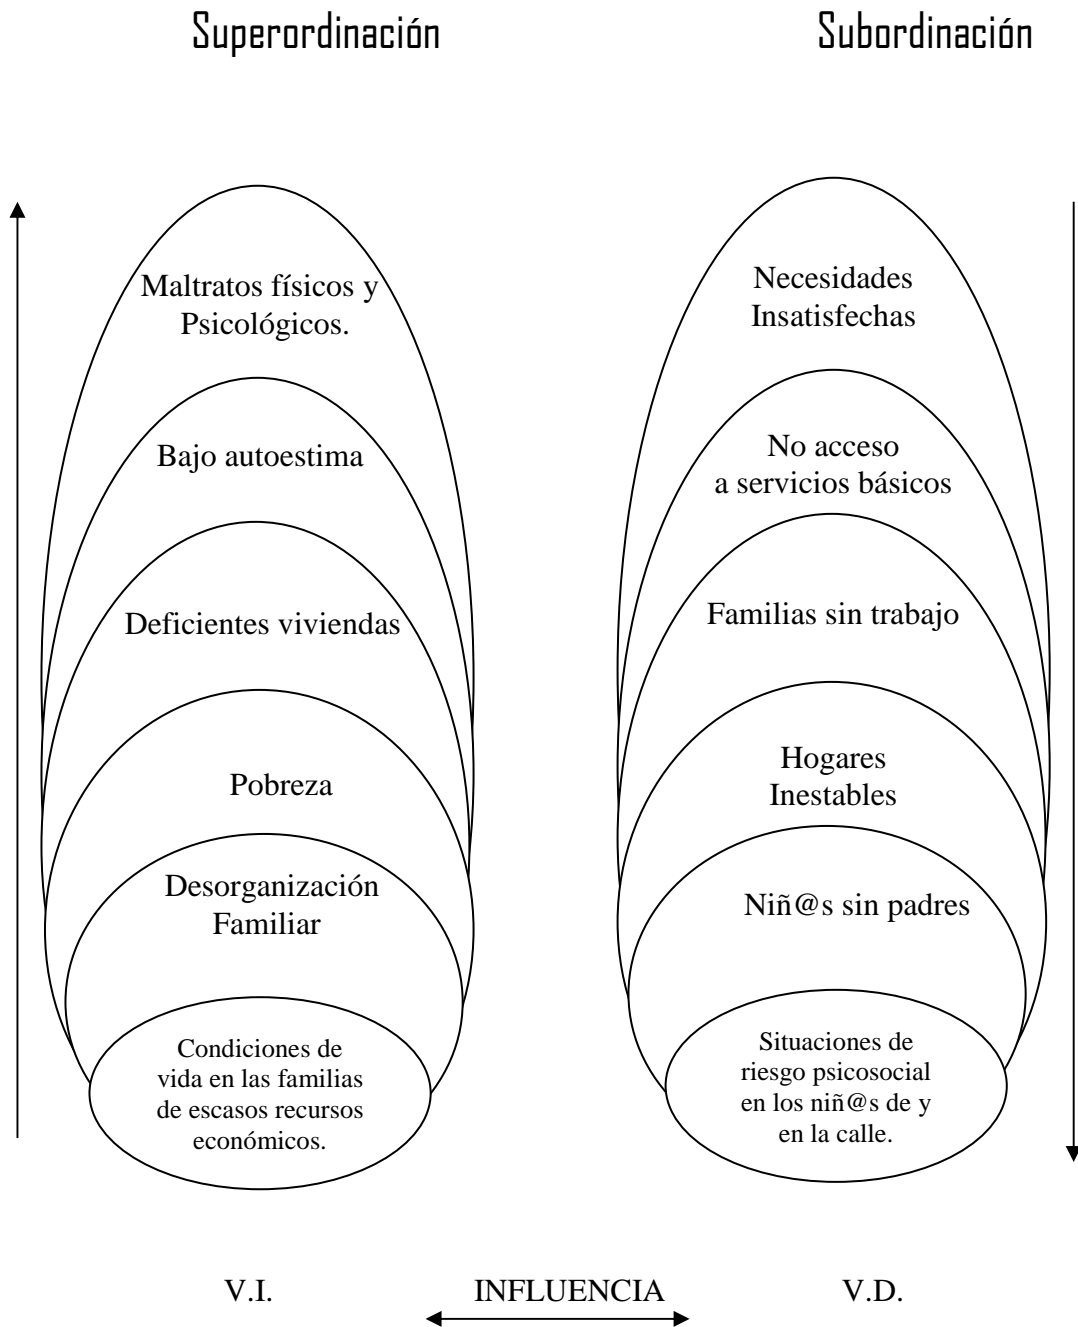 Superordinación
Subordinación
Maltratos físicos y
Psicológicos.
Bajo autoestima
Deficientes viviendas
Pobreza
Desorganización
Familiar
Condiciones de
vida en las familias
de escasos recursos
económicos.
Necesidades
Insatisfechas
No acceso
a servicios básicos
Familias sin trabajo
Hogares
Inestables
Niñ@s sin padres
Situaciones de
riesgo psicosocial
en los niñ@s de y
en la calle.
V.I.
INFLUENCIA
V.D.